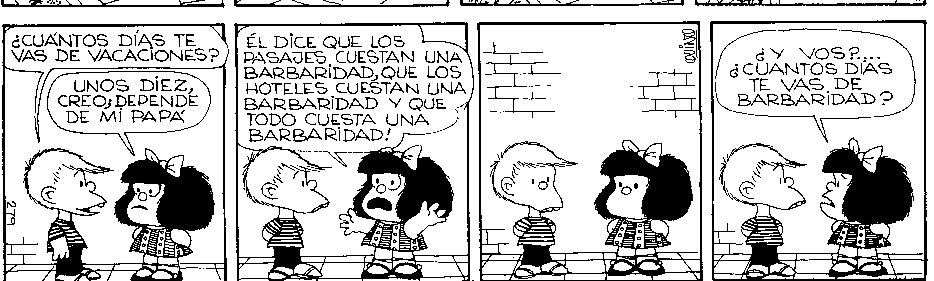 ¿CUANTOS DÍAS TE
VAS DE VACACIONES?
UNOS DIEZ,
CREO; DEPENDE
DE MI PAPÁ
ÉL DICE QUE LOS
PASAJES CUESTAN UNA
BARBARIDAD, QUE LOS
HOTELES CUESTAN UNA
BARBARIDAD Y QUE
TODO CUESTA UNA
BARBARIDAD!
QUINO
¿Y VOS?....
¿CUANTOS DÍAS
TE VAS DE
BARBARIDAD?
279